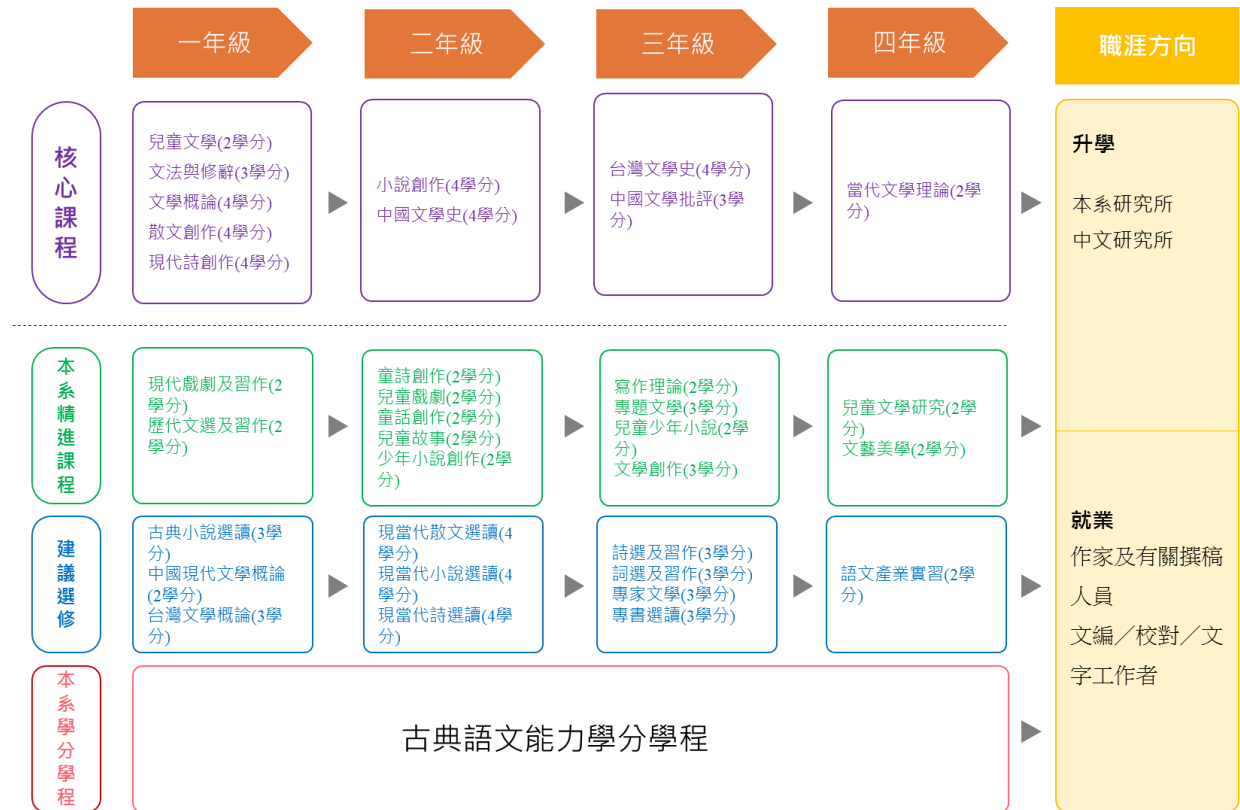 一年級
二年級
三年級
四年級
職涯方向
核心課程
兒童文學(2學分)
文法與修辭(3學分)
文學概論(4學分)
散文創作(4學分)
現代詩創作(4學分)
小說創作(4學分)
中國文學史(4學分)
台灣文學史(4學分)
中國文學批評(3學
分)
當代文學理論(2學
分)
升學
本系研究所
中文研究所
本系精進課程
現代戲劇及習作(2
學分)
歷代文選及習作(2
學分)
童詩創作(2學分)
兒童戲劇(2學分)
童話創作(2學分)
兒童故事(2學分)
少年小說創作(2學
分)
寫作理論(2學分)
專題文學(3學分)
兒童少年小說(2學
分)
文學創作(3學分)
兒童文學研究(2學
分)
文藝美學(2學分)
建議選修
古典小說選讀(3學
分)
中國現代文學概論
(2學分)
台灣文學概論(3學
分)
現當代散文選讀(4
學分)
現當代小說選讀(4
學分)
現當代詩選讀(4學
分)
詩選及習作(3學分)
詞選及習作(3學分)
專家文學(3學分)
專書選讀(3學分)
語文產業實習(2學
分)
就業
作家及有關撰稿
人員
文編／校對／文
字工作者
本系學分學程
古典語文能力學分學程